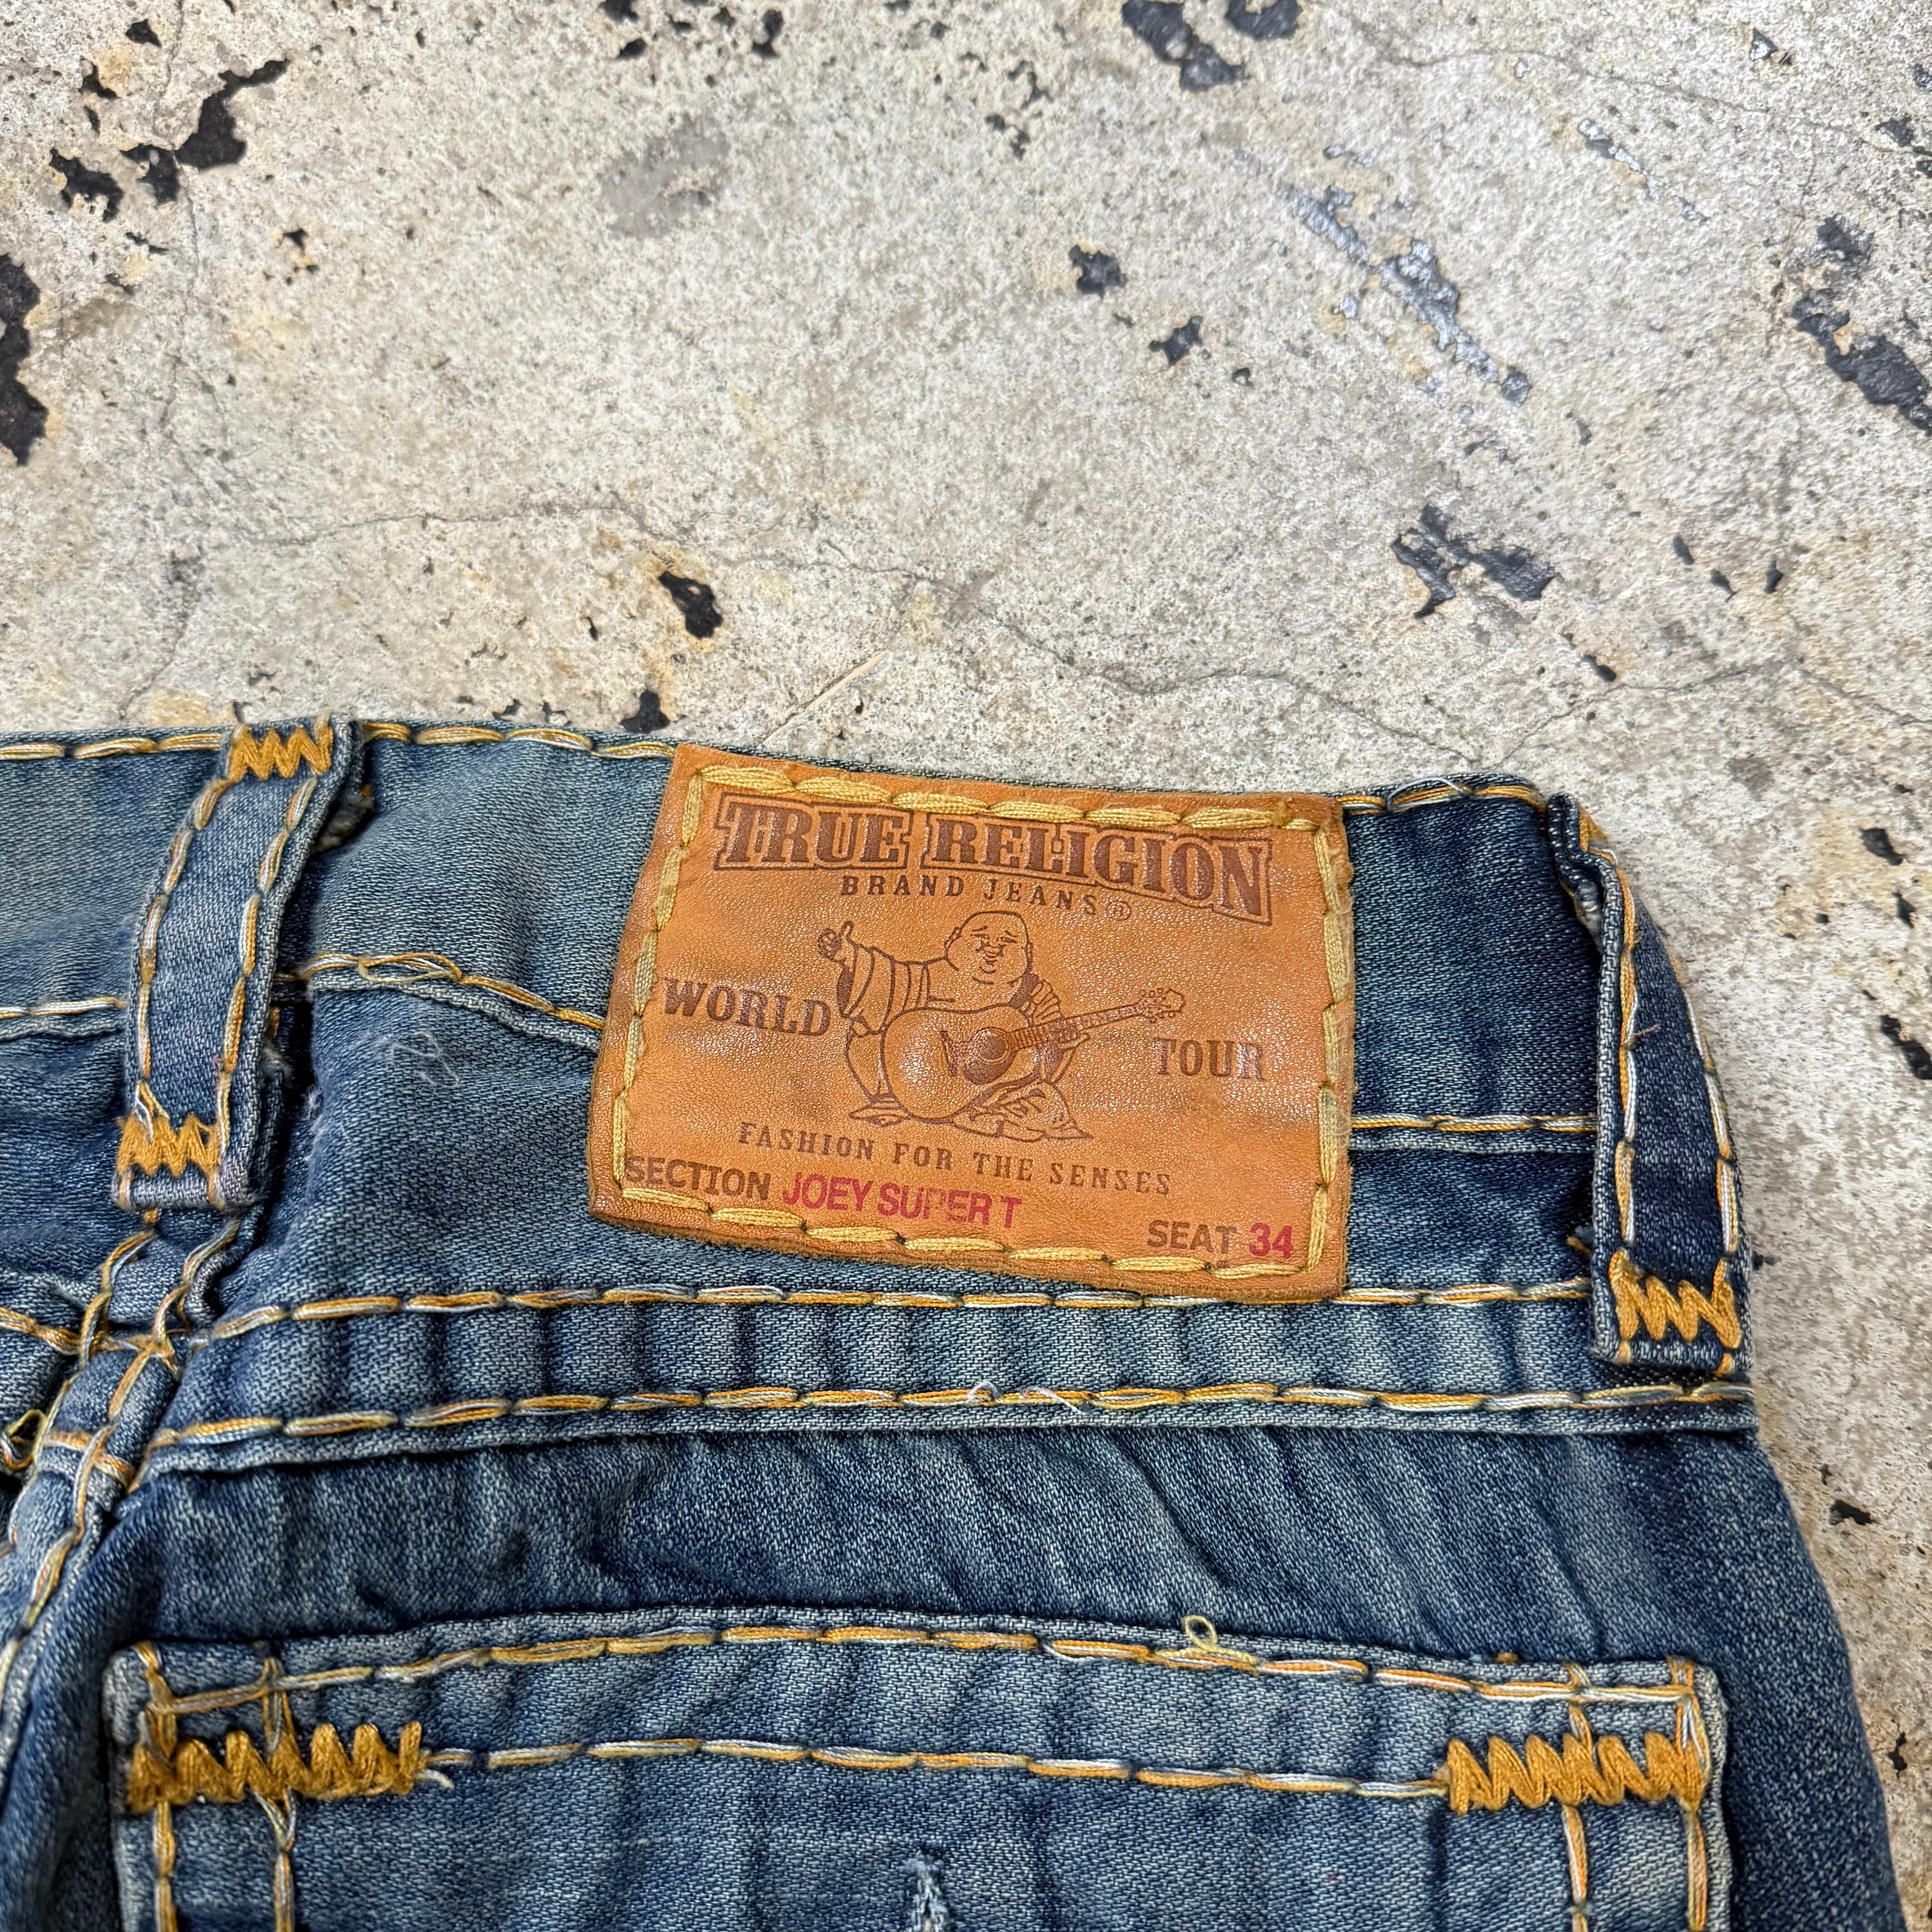 TRUE RELIGION
BRAND JEANS®
WORLD TOUR
FASHION FOR THE SENSES
SECTION JOEY SUPER T
SEAT 34